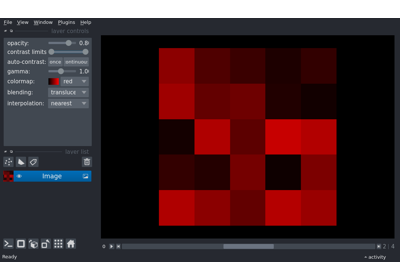 File View Window Plugins Help
layer controls
opacity: 0.8
contrast limits
auto-contrast: once continuous
gamma: 1.0
colormap: red
blending: transluce
interpolation: nearest
layer list
Image
2 4
Ready activity